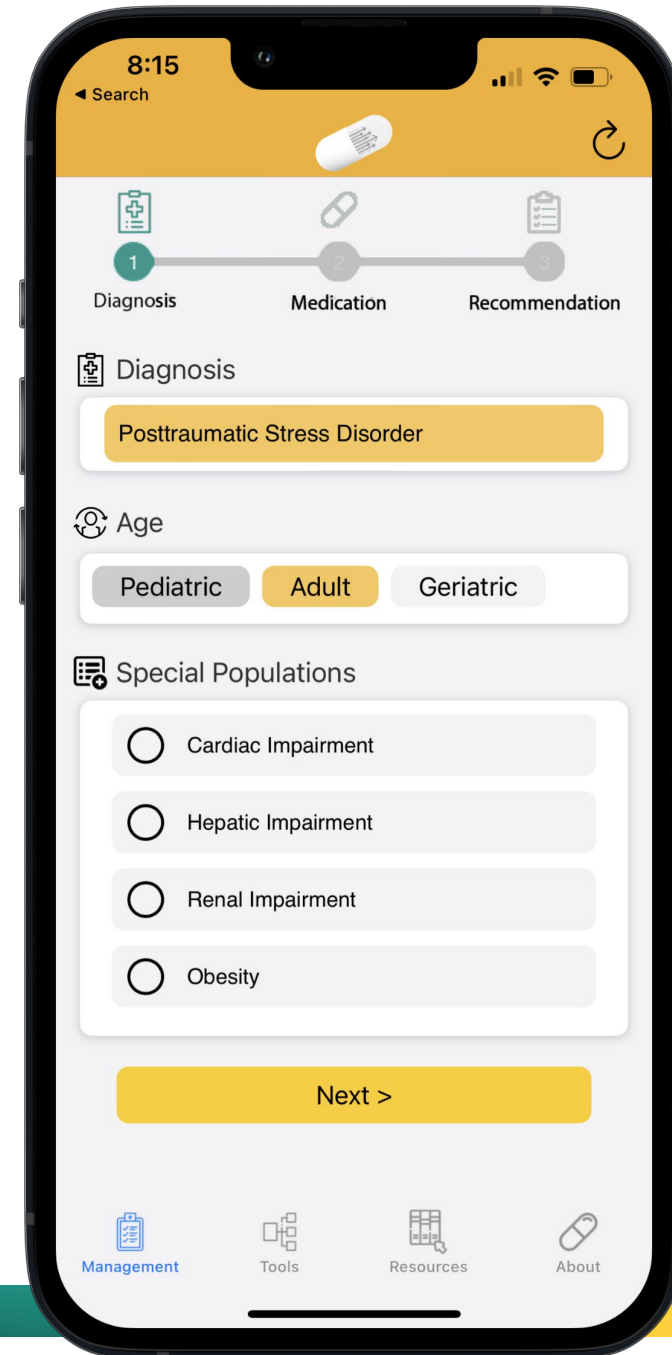 8:15
◀ Search
1
2
3
Diagnosis
Medication
Recommendation
Diagnosis
Posttraumatic Stress Disorder
Age
Pediatric
Adult
Geriatric
Special Populations
Cardiac Impairment
Hepatic Impairment
Renal Impairment
Obesity
Next >
Management
Tools
Resources
About